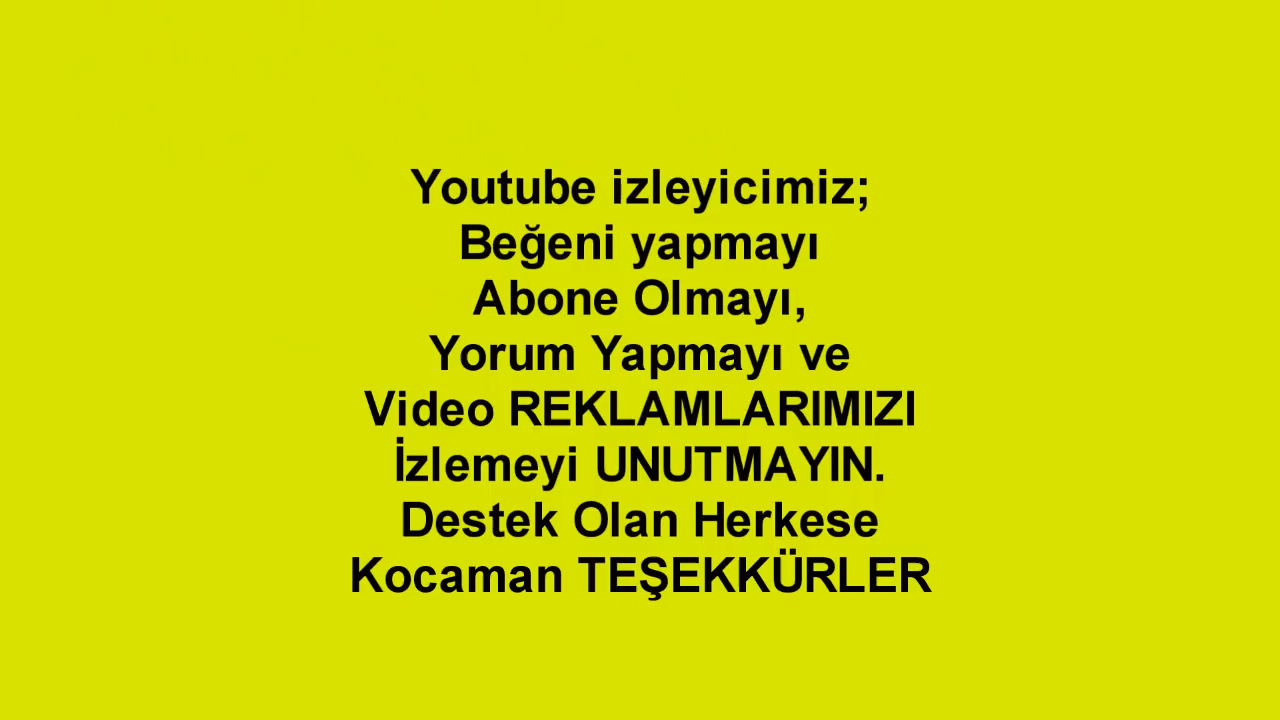 Youtube izleyicimiz;
Beğeni yapmayı
Abone Olmayı,
Yorum Yapmayı ve
Video REKLAMLARIMIZI
İzlemeyi UNUTMAYIN.
Destek Olan Herkese
Kocaman TEŞEKKÜRLER